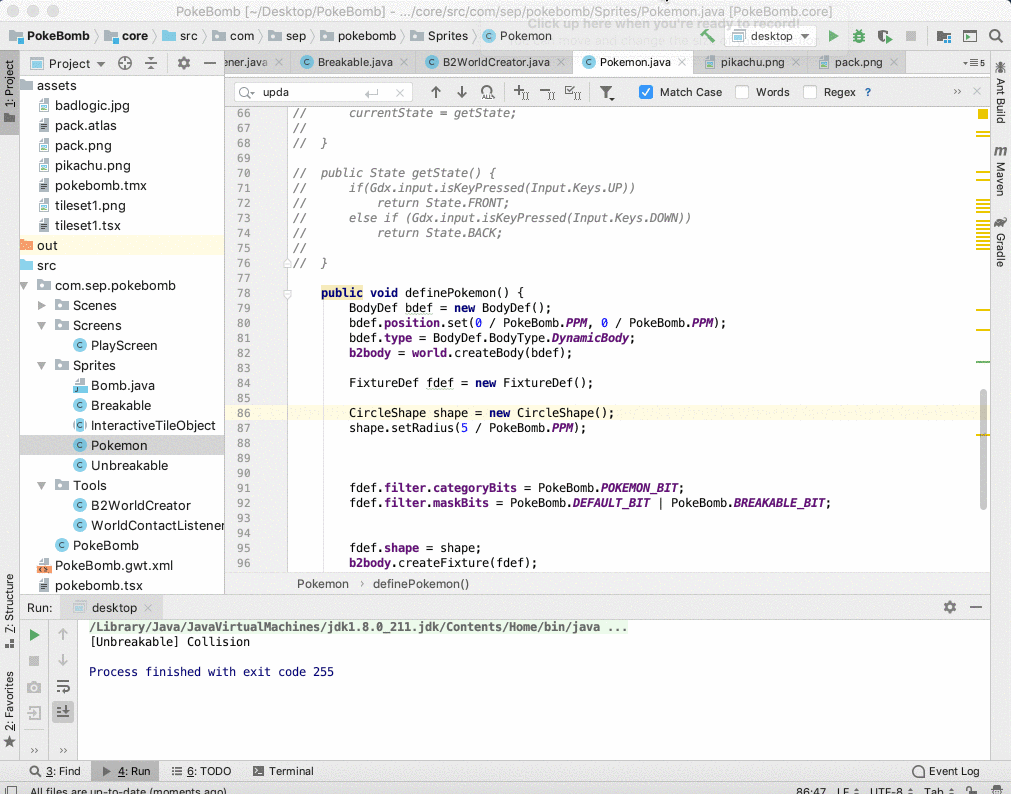 PokeBomb [~/Desktop/PokeBomb] - .../core/src/com/sep/pokebomb/Sprites/Pokemon.java [PokeBomb.core]
Click up here when you're ready to record!
PokeBomb core src com sep pokebomb Sprites Pokemon desktop
Project ener.java Breakable.java B2WorldCreator.java Pokemon.java pikachu.png pack.png 5
upda Match Case Words Regex ?
1: Project
assets
badlogic.jpg
pack.atlas
pack.png
pikachu.png
pokebomb.tmx
tileset1.png
tileset1.tsx
out
src
com.sep.pokebomb
Scenes
Screens
PlayScreen
Sprites
Bomb.java
Breakable
InteractiveTileObject
Pokemon
Unbreakable
Tools
B2WorldCreator
WorldContactListener
PokeBomb
PokeBomb.gwt.xml
pokebomb.tsx
66 // currentState = getState;
67 //
68 // }
69
70 // public State getState() {
71 // if(Gdx.input.isKeyPressed(Input.Keys.UP))
72 // return State.FRONT;
73 // else if (Gdx.input.isKeyPressed(Input.Keys.DOWN))
74 // return State.BACK;
75 //
76 // }
77
78 public void definePokemon() {
79 BodyDef bdef = new BodyDef();
80 bdef.position.set(0 / PokeBomb.PPM, 0 / PokeBomb.PPM);
81 bdef.type = BodyDef.BodyType.DynamicBody;
82 b2body = world.createBody(bdef);
83
84 FixtureDef fdef = new FixtureDef();
85
86 CircleShape shape = new CircleShape();
87 shape.setRadius(5 / PokeBomb.PPM);
88
89
90
91 fdef.filter.categoryBits = PokeBomb.POKEMON_BIT;
92 fdef.filter.maskBits = PokeBomb.DEFAULT_BIT | PokeBomb.BREAKABLE_BIT;
93
94
95 fdef.shape = shape;
96 b2body.createFixture(fdef);
Pokemon › definePokemon()
Ant Build
m Maven
Gradle
Run: desktop
/Library/Java/JavaVirtualMachines/jdk1.8.0_211.jdk/Contents/Home/bin/java ...
[Unbreakable] Collision
Process finished with exit code 255
7: Structure
2: Favorites
3: Find 4: Run 6: TODO Terminal Event Log
All files are up-to-date (moments ago) 86:47 LF UTF-8 Tab